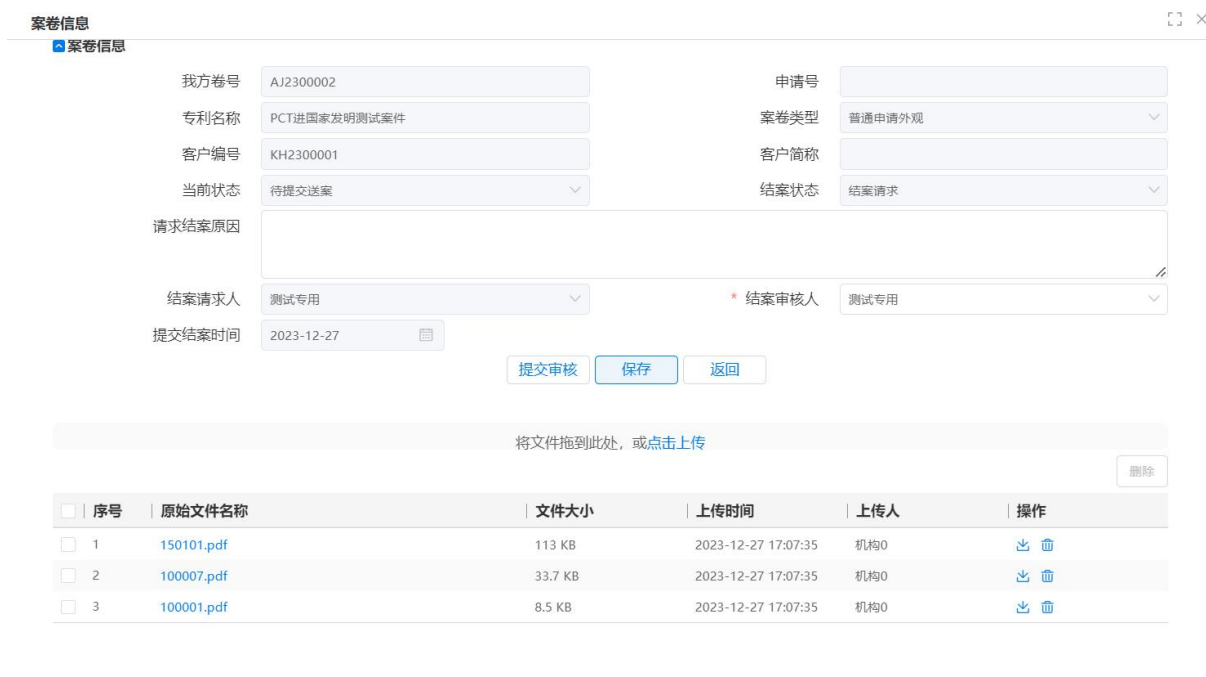 案卷信息
案卷信息
我方卷号 AJ2300002 申请号
专利名称 PCT进国家发明测试案件 案卷类型 普通申请外观
客户编号 KH2300001 客户简称
当前状态 待提交送案 结案状态 结案请求
请求结案原因
结案请求人 测试专用 * 结案审核人 测试专用
提交结案时间 2023-12-27
提交审核 保存 返回
将文件拖到此处，或点击上传
删除
序号 原始文件名称 文件大小 上传时间 上传人 操作
1 150101.pdf 113 KB 2023-12-27 17:07:35 机构0
2 100007.pdf 33.7 KB 2023-12-27 17:07:35 机构0
3 100001.pdf 8.5 KB 2023-12-27 17:07:35 机构0